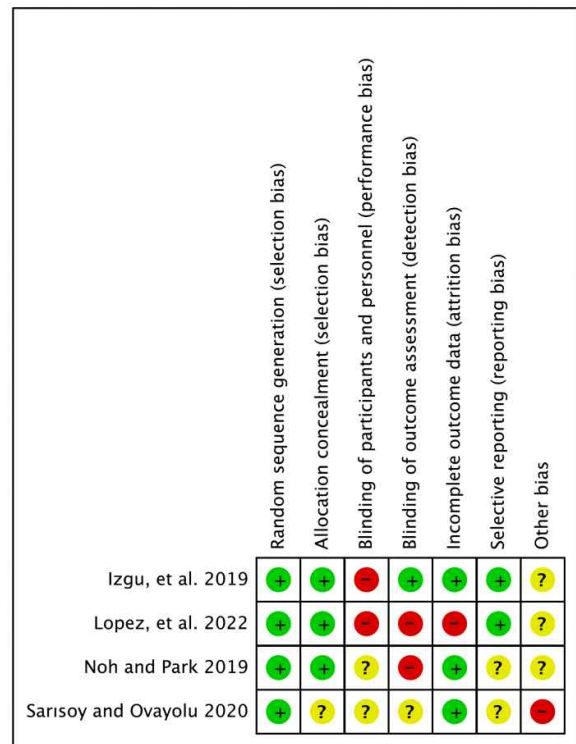 Random sequence generation (selection bias)
Allocation concealment (selection bias)
Blinding of participants and personnel (performance bias)
Blinding of outcome assessment (detection bias)
Incomplete outcome data (attrition bias)
Selective reporting (reporting bias)
Other bias
Izgu, et al. 2019 + + - + + + ?
Lopez, et al. 2022 + + - - - + ?
Noh and Park 2019 + + ? - + ? ?
Sarısoy and Ovayolu 2020 + ? ? ? + ? -